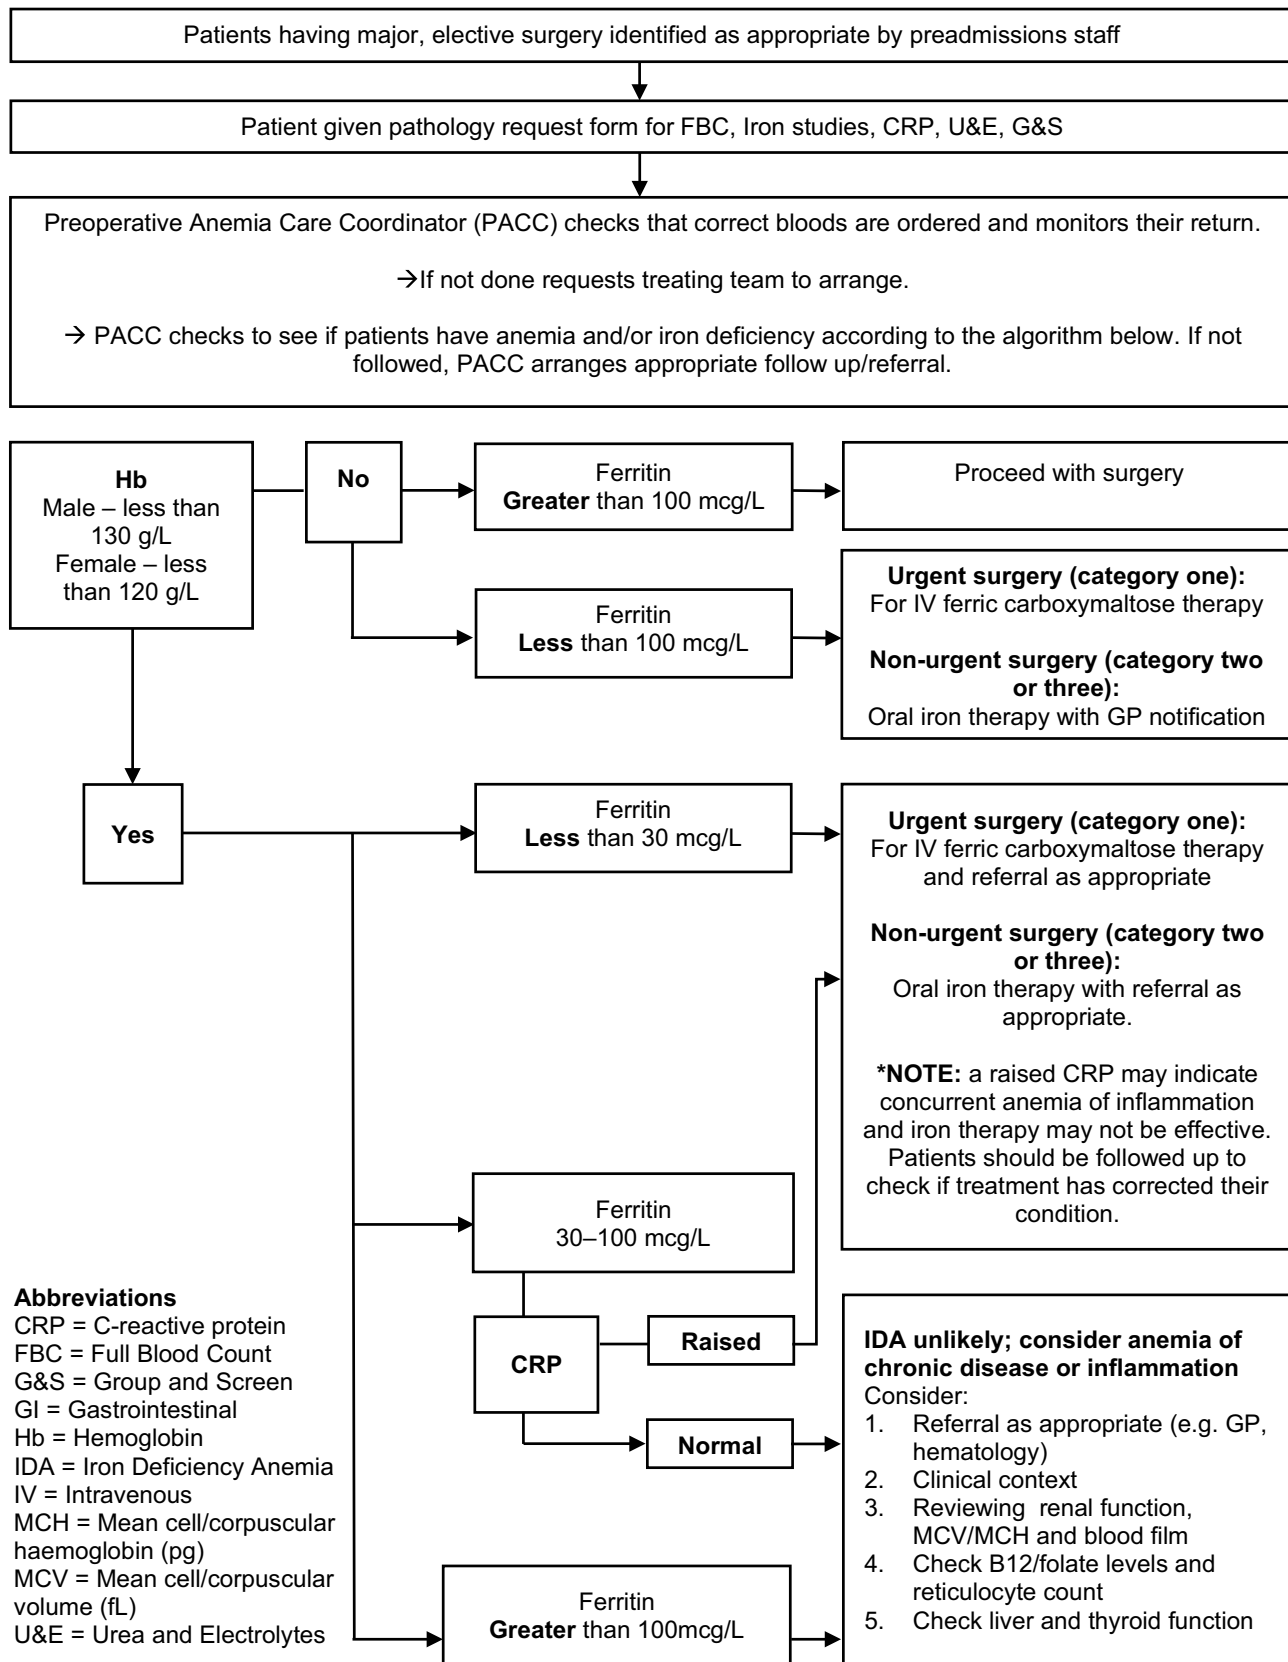 Patients having major, elective surgery identified as appropriate by preadmissions staff
Patient given pathology request form for FBC, Iron studies, CRP, U&E, G&S
Preoperative Anemia Care Coordinator (PACC) checks that correct bloods are ordered and monitors their return.
→If not done requests treating team to arrange.
→ PACC checks to see if patients have anemia and/or iron deficiency according to the algorithm below. If not
followed, PACC arranges appropriate follow up/referral.
Hb
Male – less than
130 g/L
Female – less
than 120 g/L
No
Ferritin
Greater than 100 mcg/L
Proceed with surgery
Ferritin
Less than 100 mcg/L
Urgent surgery (category one):
For IV ferric carboxymaltose therapy
Non-urgent surgery (category two
or three):
Oral iron therapy with GP notification
Yes
Ferritin
Less than 30 mcg/L
Urgent surgery (category one):
For IV ferric carboxymaltose therapy
and referral as appropriate
Non-urgent surgery (category two
or three):
Oral iron therapy with referral as
appropriate.
*NOTE: a raised CRP may indicate
concurrent anemia of inflammation
and iron therapy may not be effective.
Patients should be followed up to
check if treatment has corrected their
condition.
Ferritin
30–100 mcg/L
CRP
Raised
Normal
IDA unlikely; consider anemia of
chronic disease or inflammation
Consider:
1. Referral as appropriate (e.g. GP,
hematology)
2. Clinical context
3. Reviewing renal function,
MCV/MCH and blood film
4. Check B12/folate levels and
reticulocyte count
5. Check liver and thyroid function
Ferritin
Greater than 100mcg/L
Abbreviations
CRP = C-reactive protein
FBC = Full Blood Count
G&S = Group and Screen
GI = Gastrointestinal
Hb = Hemoglobin
IDA = Iron Deficiency Anemia
IV = Intravenous
MCH = Mean cell/corpuscular
haemoglobin (pg)
MCV = Mean cell/corpuscular
volume (fL)
U&E = Urea and Electrolytes